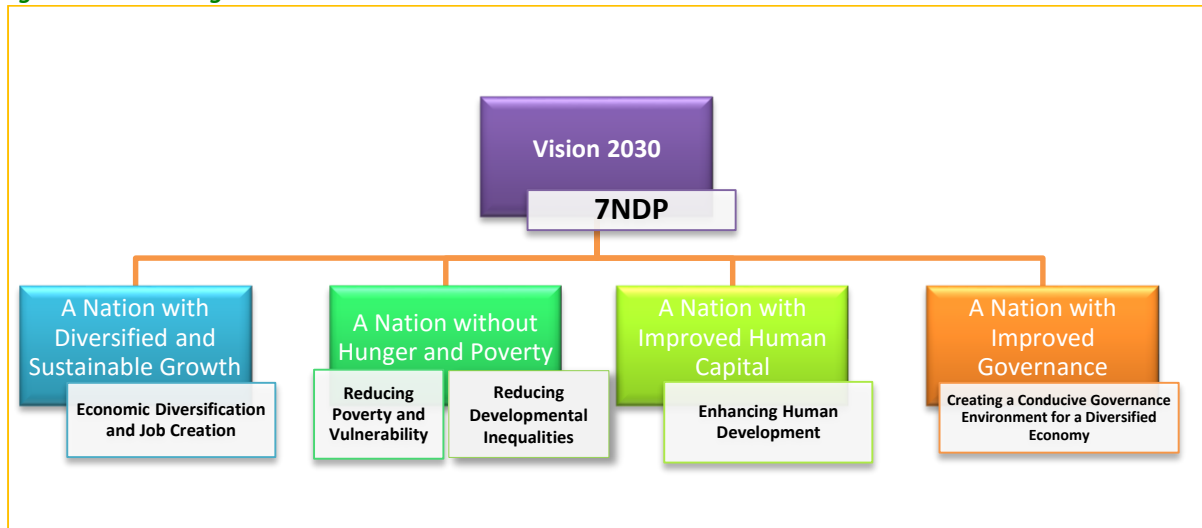 Vision 2030
7NDP
A Nation with
Diversified and
Sustainable Growth
Economic Diversification
and Job Creation
A Nation without
Hunger and Poverty
Reducing
Poverty and
Vulnerability
Reducing
Developmental
Inequalities
A Nation with
Improved Human
Capital
Enhancing Human
Development
A Nation with
Improved
Governance
Creating a Conducive Governance
Environment for a Diversified
Economy